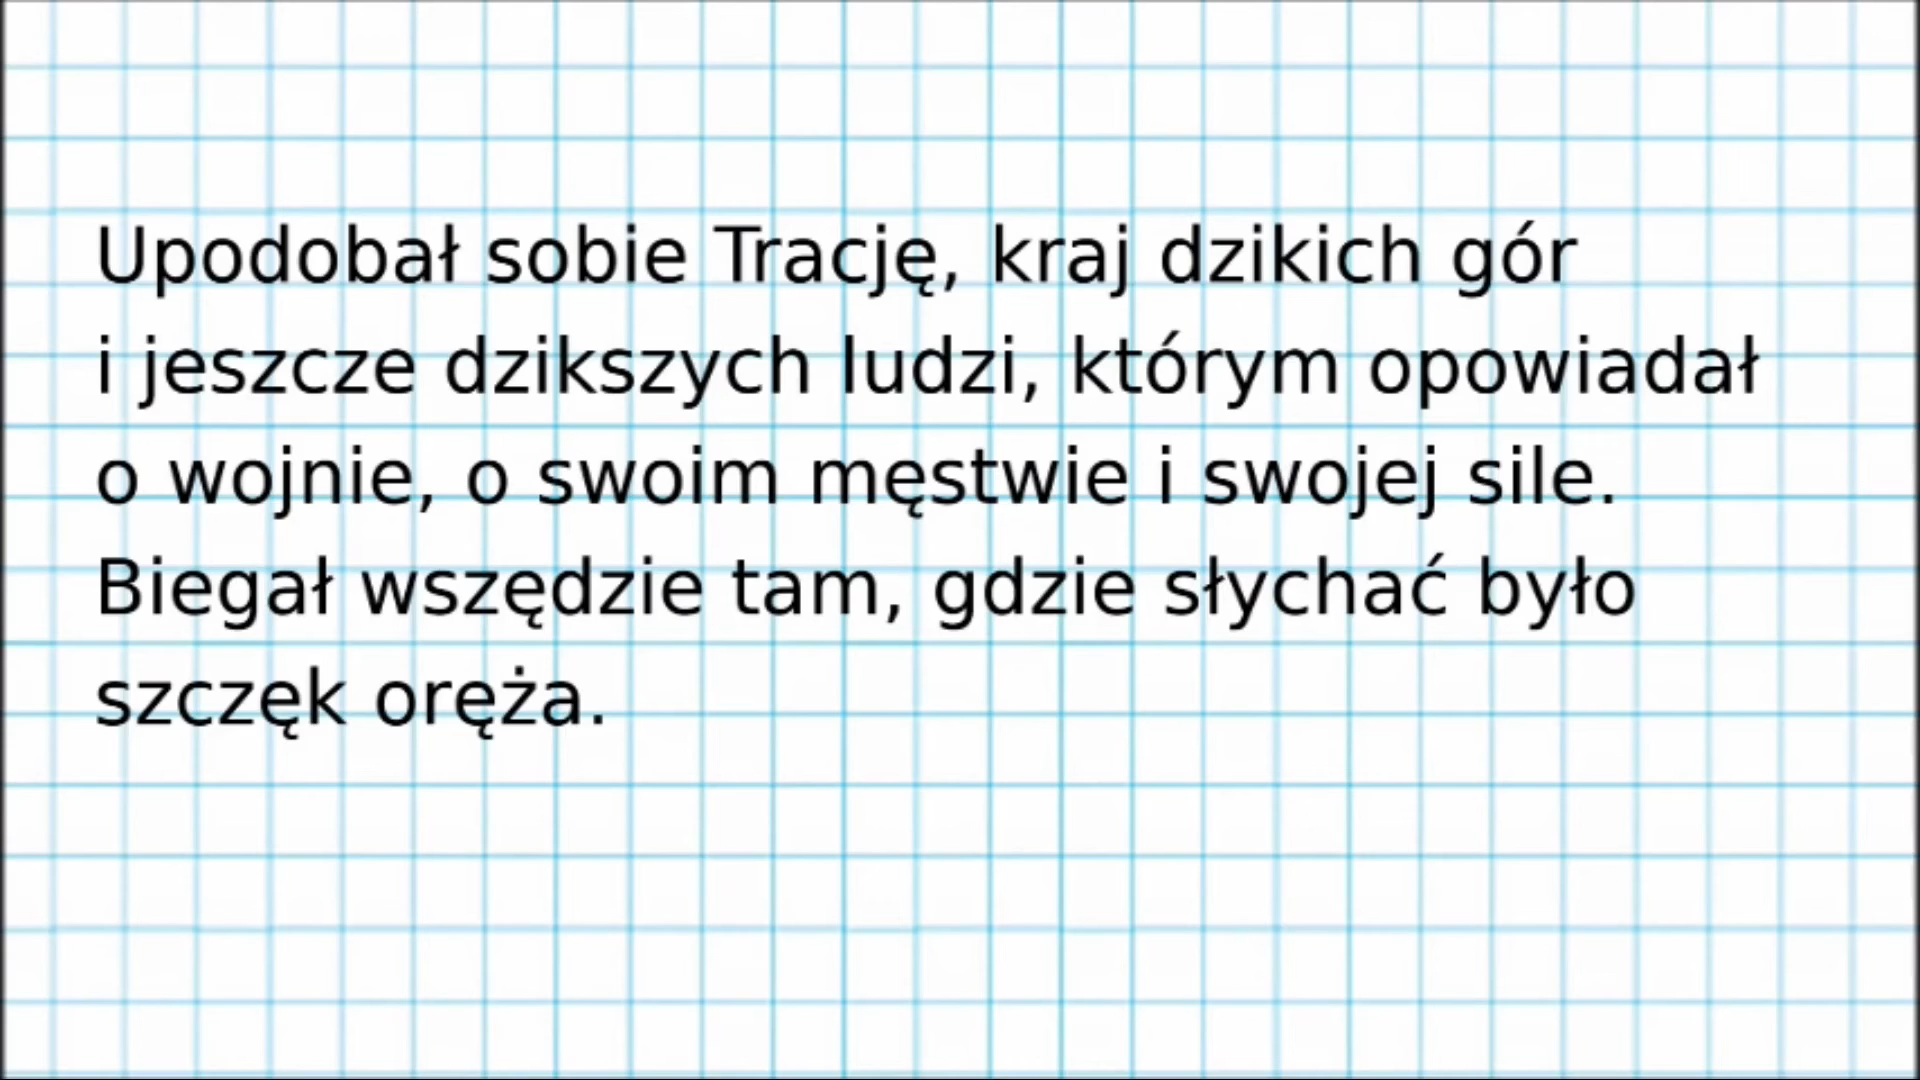 Upodobał sobie Trację, kraj dzikich gór
i jeszcze dzikszych ludzi, którym opowiadał
o wojnie, o swoim męstwie i swojej sile.
Biegał wszędzie tam, gdzie słychać było
szczęk oręża.